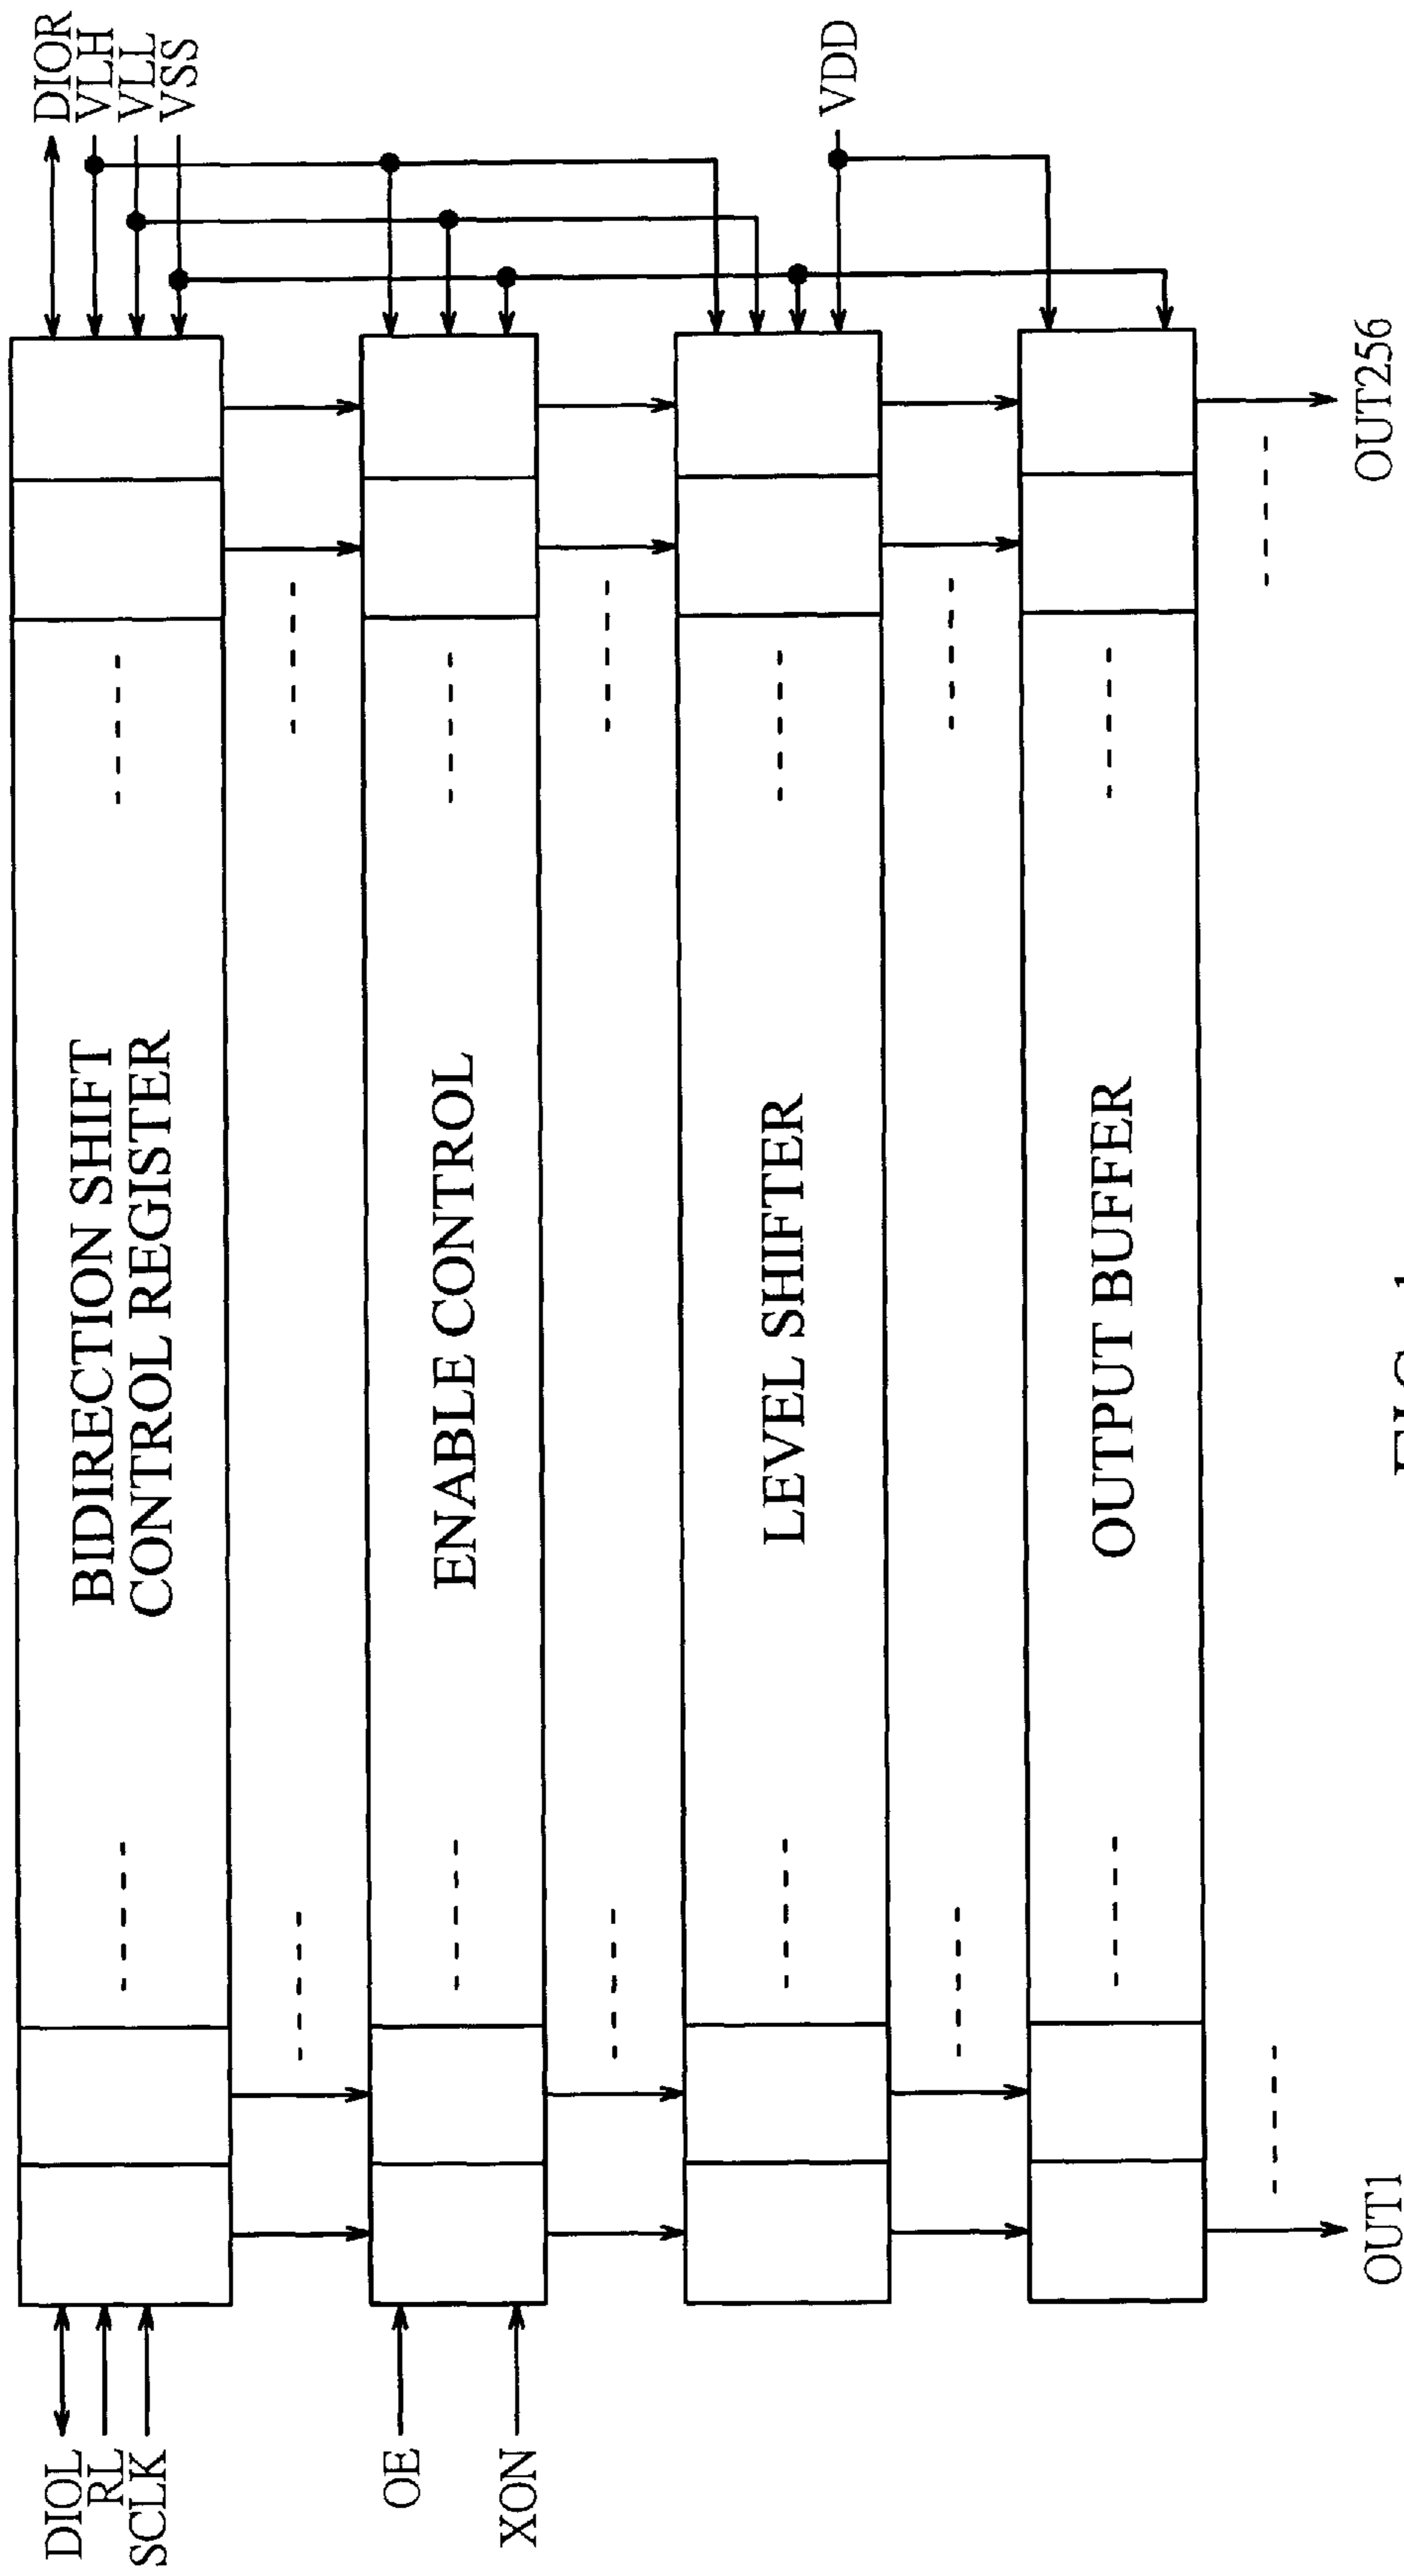 DIOR
VLH
VLL
VSS
VDD
BIDIRECTION SHIFT
CONTROL REGISTER
ENABLE CONTROL
LEVEL SHIFTER
OUTPUT BUFFER
DIOL
RL
SCLK
OE
XON
OUT1
OUT256